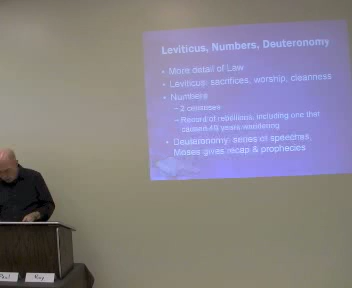 Leviticus, Numbers, Deuteronomy
• More detail of Law
• Leviticus: sacrifices, worship, cleanness
• Numbers
– 2 censuses
– Record of rebellions, including one that
caused 40 years wandering
• Deuteronomy: series of speeches,
Moses gives recap & prophecies
Paul